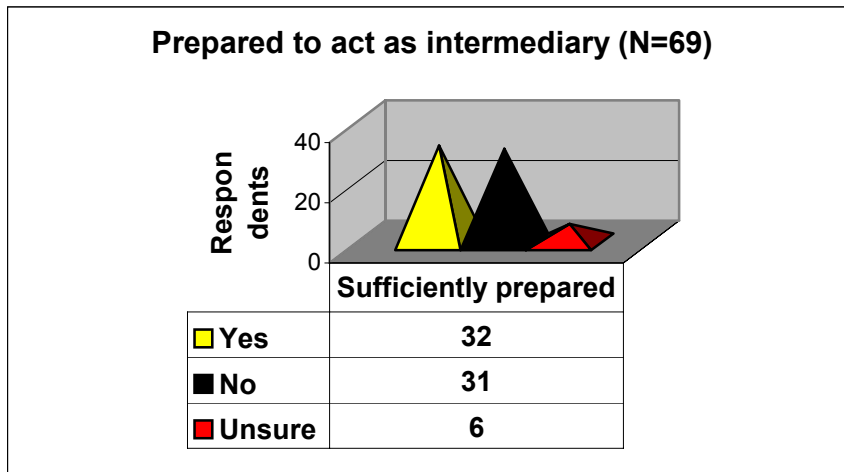 Prepared to act as intermediary (N=69)
Respon
dents
40
20
0
Sufficiently prepared
Yes 32
No 31
Unsure 6